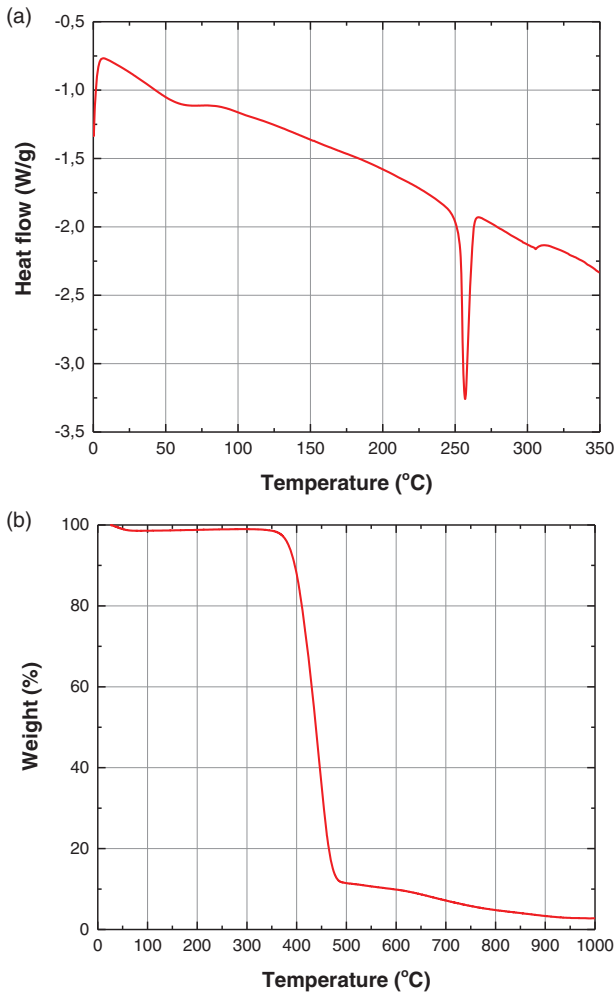 (a)
-0,5
-1,0
-1,5
-2,0
-2,5
-3,0
-3,5
Heat flow (W/g)
0 50 100 150 200 250 300 350
Temperature (°C)
(b)
100
80
60
40
20
0
Weight (%)
0 100 200 300 400 500 600 700 800 900 1000
Temperature (°C)